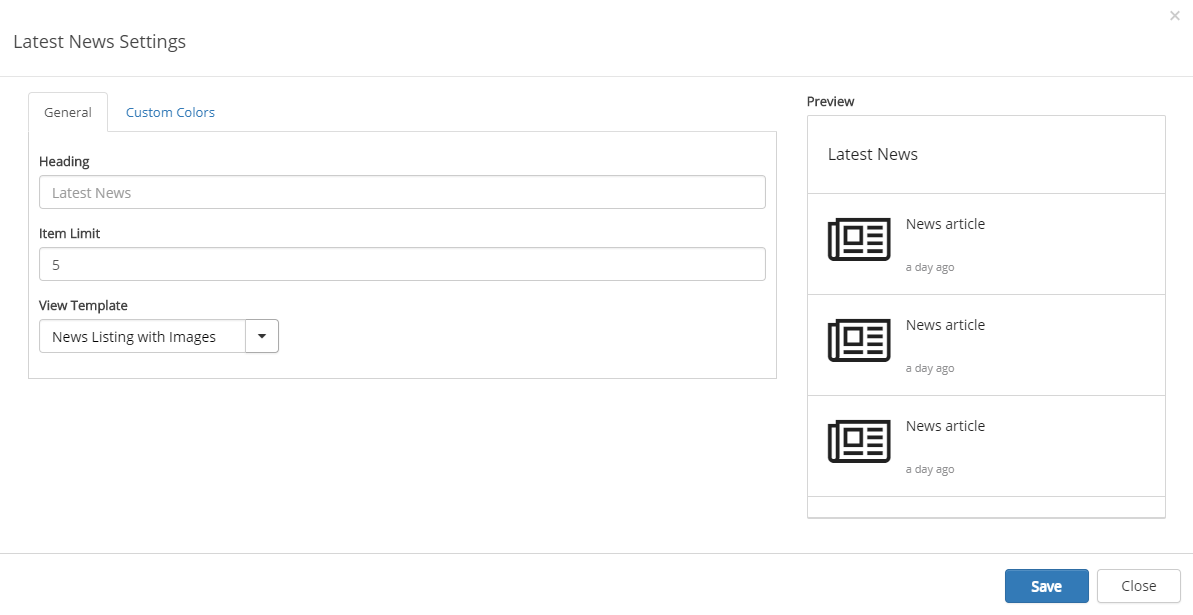 ×
Latest News Settings
General
Custom Colors
Heading
Latest News
Item Limit
5
View Template
News Listing with Images
Preview
Latest News
News article
a day ago
News article
a day ago
News article
a day ago
Save
Close